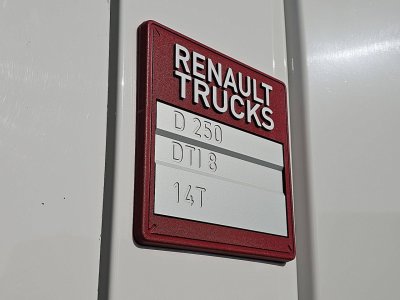 RENAULT
TRUCKS
D 250
DTI 8
14T